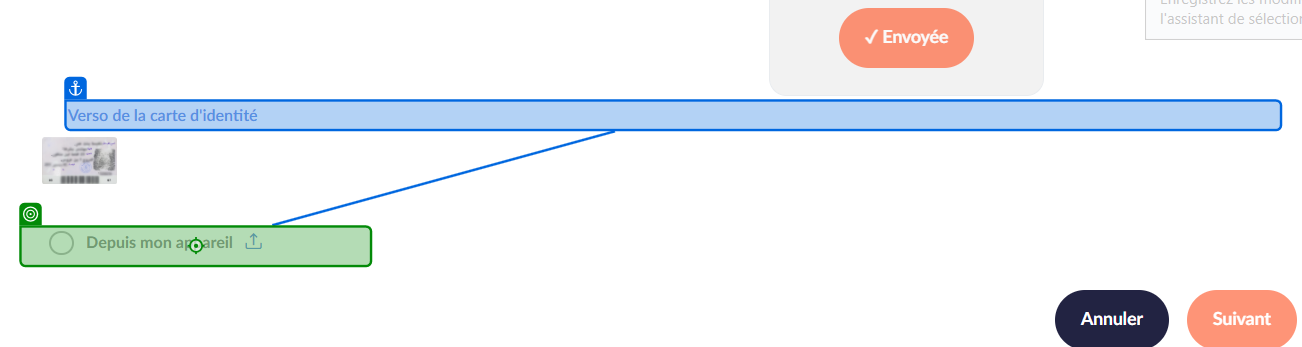 Enregistrez les modifi
l'assistant de sélection
✓ Envoyée
Verso de la carte d'identité
Depuis mon appareil
Annuler
Suivant